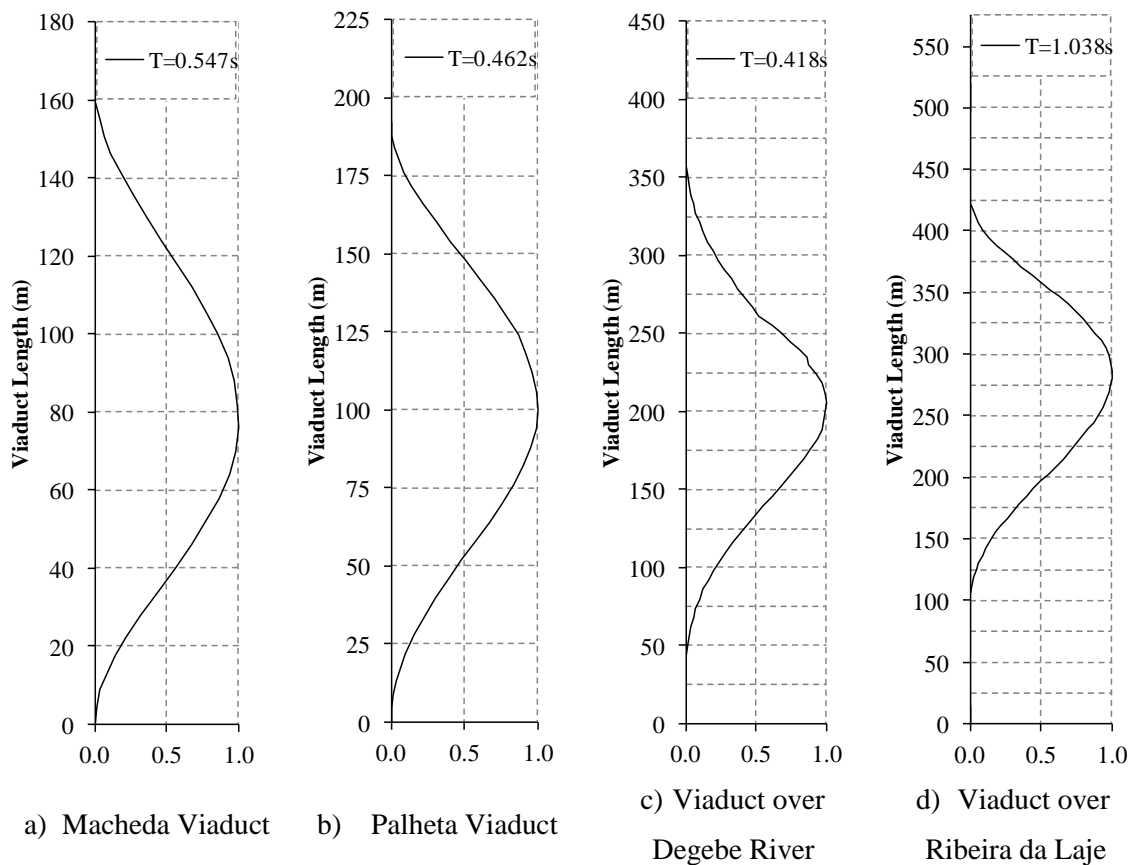 180
160
140
120
100
80
60
40
20
0
0.0 0.5 1.0
Viaduct Length (m)
T=0.547s
a) Macheda Viaduct
225
200
175
150
125
100
75
50
25
0
0.0 0.5 1.0
Viaduct Length (m)
T=0.462s
b) Palheta Viaduct
450
400
350
300
250
200
150
100
50
0
0.0 0.5 1.0
Viaduct Length (m)
T=0.418s
c) Viaduct over
Degebe River
550
500
450
400
350
300
250
200
150
100
50
0
0.0 0.5 1.0
Viaduct Length (m)
T=1.038s
d) Viaduct over
Ribeira da Laje